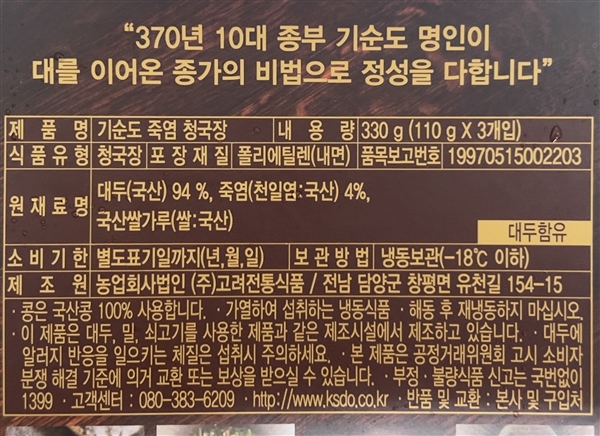 “370년 10대 종부 기순도 명인이
대를 이어온 종가의 비법으로 정성을 다합니다”
제 품 명 기순도 죽염 청국장 내 용 량 330 g (110 g X 3개입)
식품유형 청국장 포장재질 폴리에틸렌(내면) 품목보고번호 19970515002203
원재료명 대두(국산) 94 %, 죽염(천일염:국산) 4%,
국산쌀가루(쌀:국산)
대두함유
소비기한 별도표기일까지(년,월,일) 보관방법 냉동보관(-18℃ 이하)
제 조 원 농업회사법인 (주)고려전통식품 / 전남 담양군 창평면 유천길 154-15
· 콩은 국산콩 100% 사용합니다. · 가열하여 섭취하는 냉동식품 · 해동 후 재냉동하지 마십시오.
· 이 제품은 대두, 밀, 쇠고기를 사용한 제품과 같은 제조시설에서 제조하고 있습니다. · 대두에
알러지 반응을 일으키는 체질은 섭취시 주의하세요. · 본 제품은 공정거래위원회 고시 소비자
분쟁 해결 기준에 의거 교환 또는 보상을 받으실 수 있습니다. · 부정 · 불량식품 신고는 국번없이
1399 · 고객센터 : 080-383-6209 · http://www.ksdo.co.kr · 반품 및 교환 : 본사 및 구입처